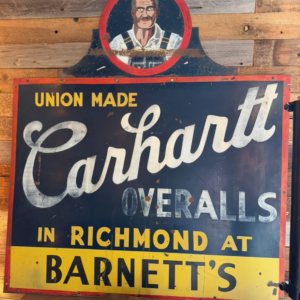 UNION MADE
Carhartt
OVERALLS
IN RICHMOND AT
BARNETT'S